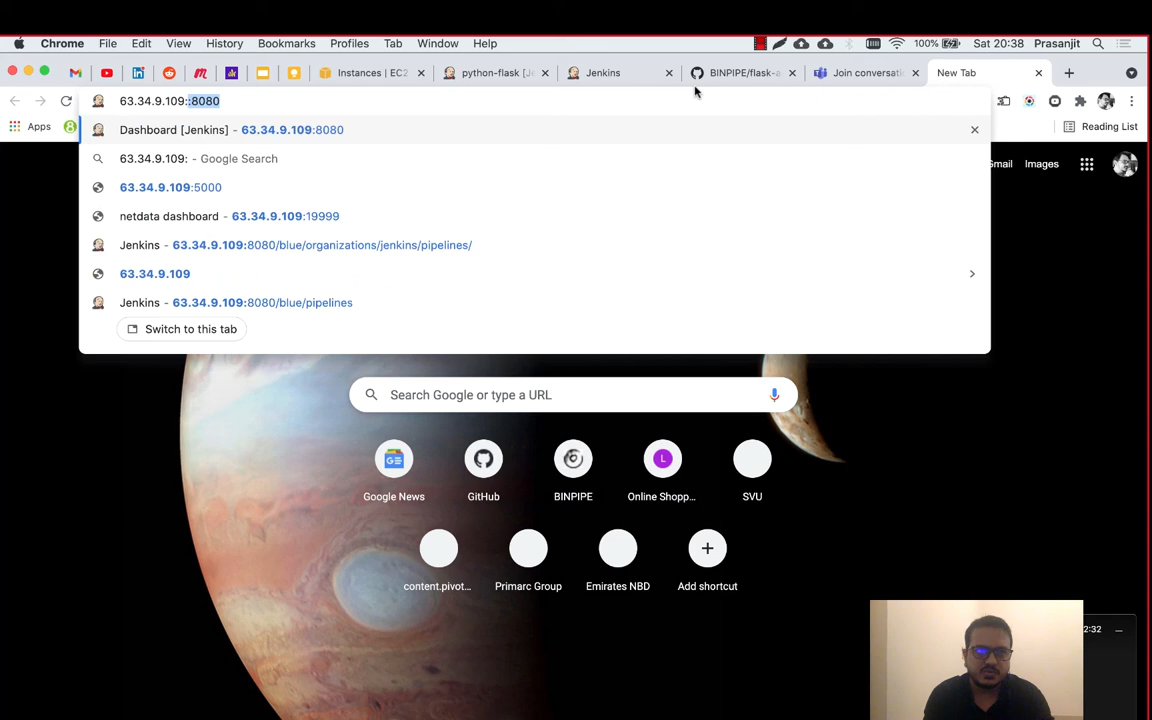 Chrome File Edit View History Bookmarks Profiles Tab Window Help 100% Sat 20:38 Prasanjit
Instances | EC2 python-flask [Je Jenkins BINPIPE/flask-a Join conversati New Tab
63.34.9.109::8080
Apps Reading List
Dashboard [Jenkins] - 63.34.9.109:8080
63.34.9.109: - Google Search
Gmail Images
63.34.9.109:5000
netdata dashboard - 63.34.9.109:19999
Jenkins - 63.34.9.109:8080/blue/organizations/jenkins/pipelines/
63.34.9.109
Jenkins - 63.34.9.109:8080/blue/pipelines
Switch to this tab
Search Google or type a URL
Google News GitHub BINPIPE Online Shopp... SVU
content.pivot... Primarc Group Emirates NBD Add shortcut
2:32